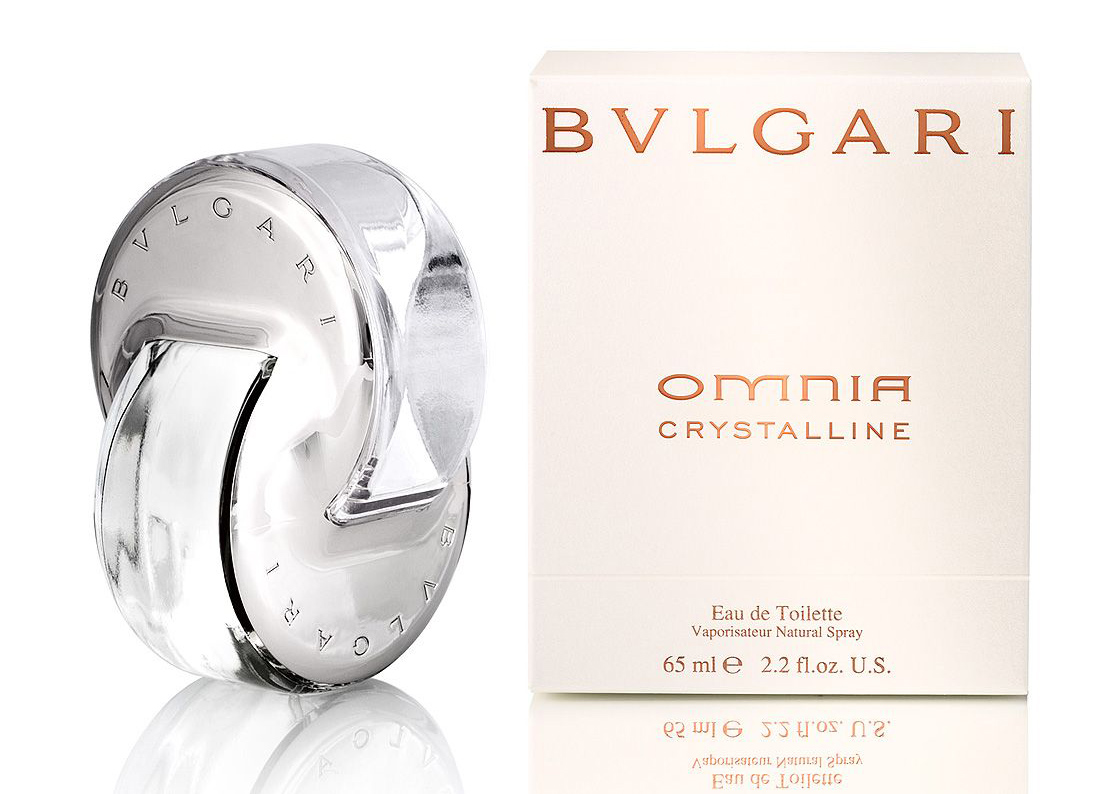 BVLGARI
BVLGARI
BVLGARI
OMNIA
CRYSTALLINE
Eau de Toilette
Vaporisateur Natural Spray
65 ml ℮ 2.2 fl.oz. U.S.